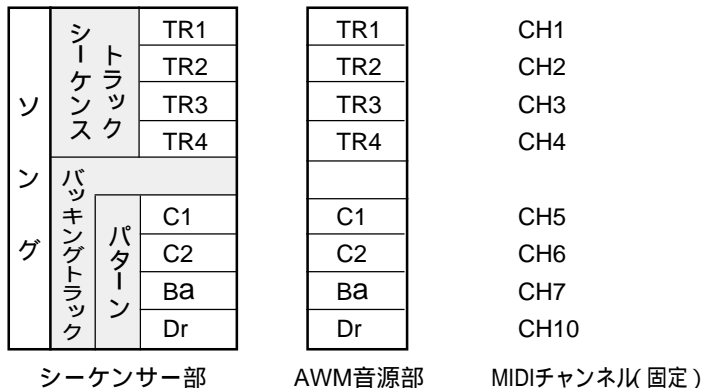 ソング
シーケンストラック
TR1 TR1 CH1
TR2 TR2 CH2
TR3 TR3 CH3
TR4 TR4 CH4
バッキングトラック
パターン
C1 C1 CH5
C2 C2 CH6
Ba Ba CH7
Dr Dr CH10
シーケンサー部 AWM音源部 MIDIチャンネル(固定)